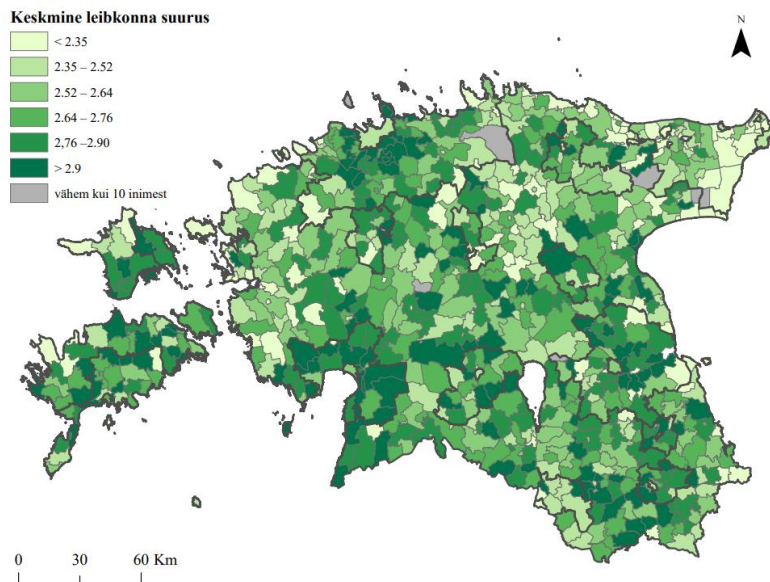 Keskmine leibkonna suurus
< 2.35
2.35 – 2.52
2.52 – 2.64
2.64 – 2.76
2,76 –2.90
> 2.9
vähem kui 10 inimest
N
0 30 60 Km